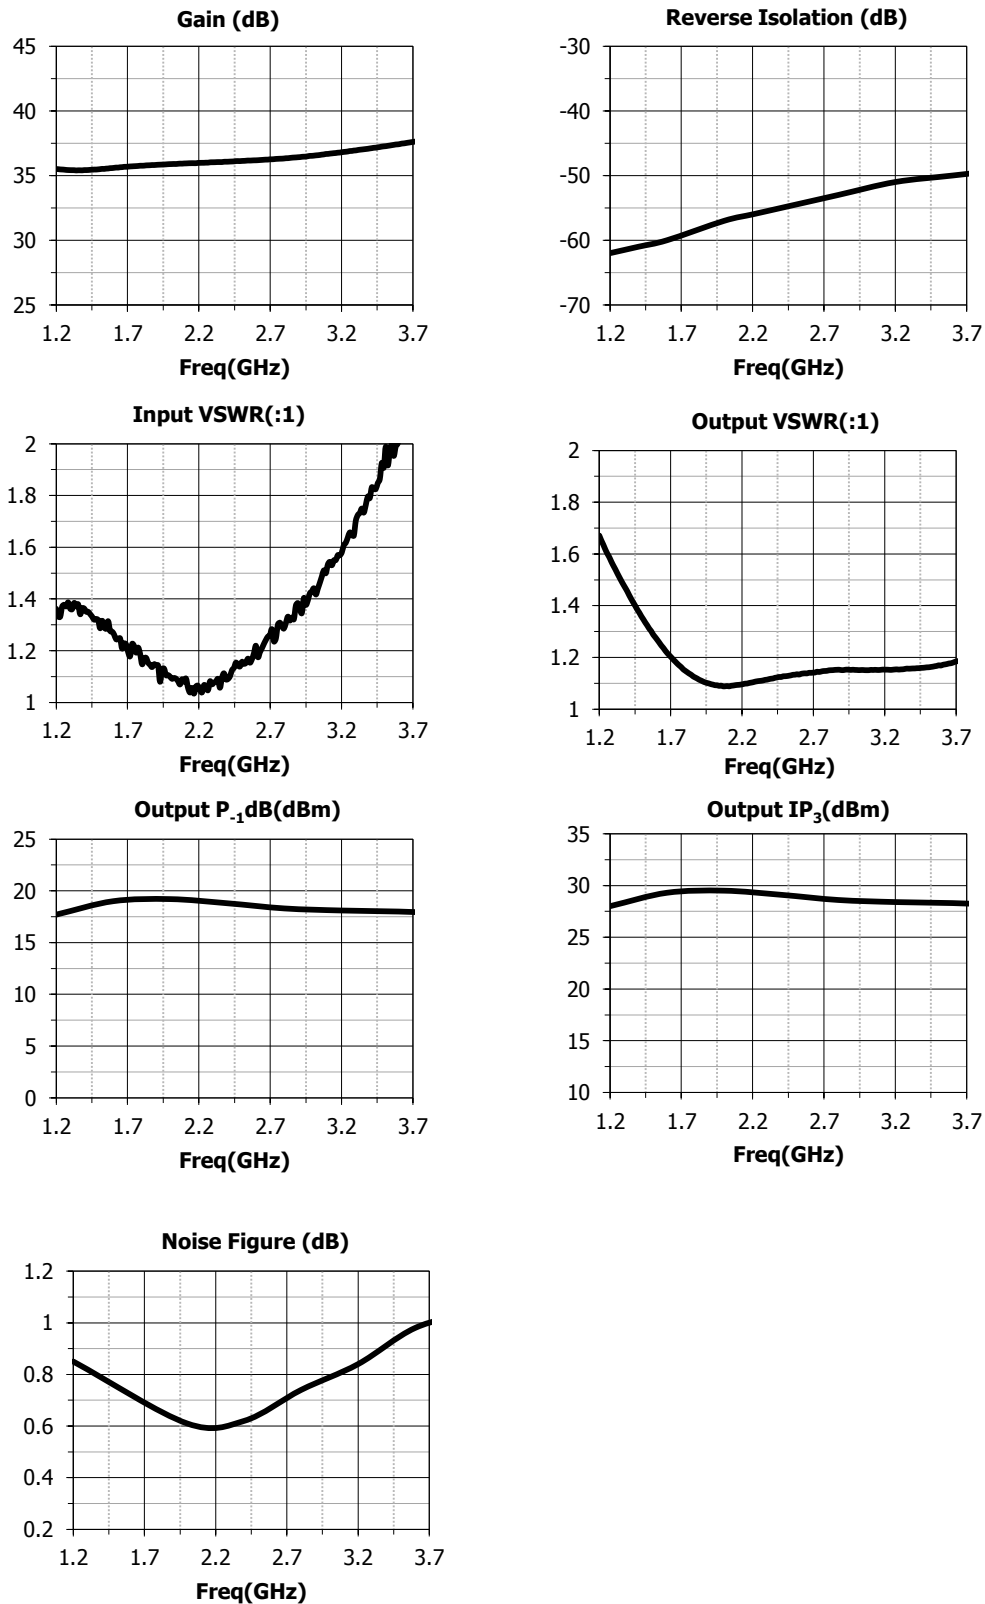 Gain (dB)
45
40
35
30
25
1.2 1.7 2.2 2.7 3.2 3.7
Freq(GHz)
Reverse Isolation (dB)
-30
-40
-50
-60
-70
1.2 1.7 2.2 2.7 3.2 3.7
Freq(GHz)
Input VSWR(:1)
2
1.8
1.6
1.4
1.2
1
1.2 1.7 2.2 2.7 3.2 3.7
Freq(GHz)
Output VSWR(:1)
2
1.8
1.6
1.4
1.2
1
1.2 1.7 2.2 2.7 3.2 3.7
Freq(GHz)
Output P-1dB(dBm)
25
20
15
10
5
0
1.2 1.7 2.2 2.7 3.2 3.7
Freq(GHz)
Output IP3(dBm)
35
30
25
20
15
10
1.2 1.7 2.2 2.7 3.2 3.7
Freq(GHz)
Noise Figure (dB)
1.2
1
0.8
0.6
0.4
0.2
1.2 1.7 2.2 2.7 3.2 3.7
Freq(GHz)